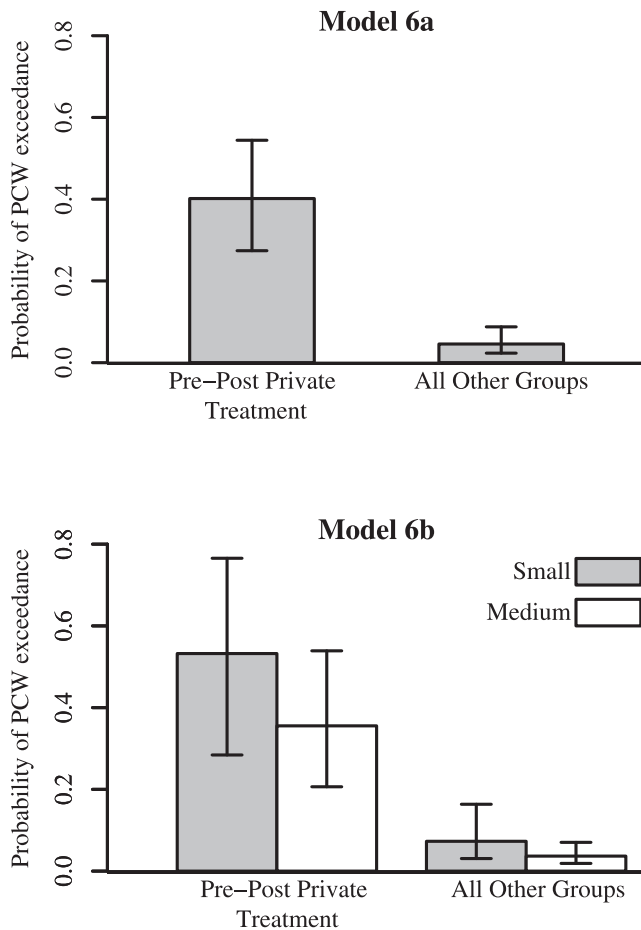 Model 6a
Probability of PCW exceedance
0.8
0.6
0.4
0.2
0.0
Pre–Post Private
Treatment
All Other Groups
Model 6b
Probability of PCW exceedance
0.8
0.6
0.4
0.2
0.0
Small
Medium
Pre–Post Private
Treatment
All Other Groups